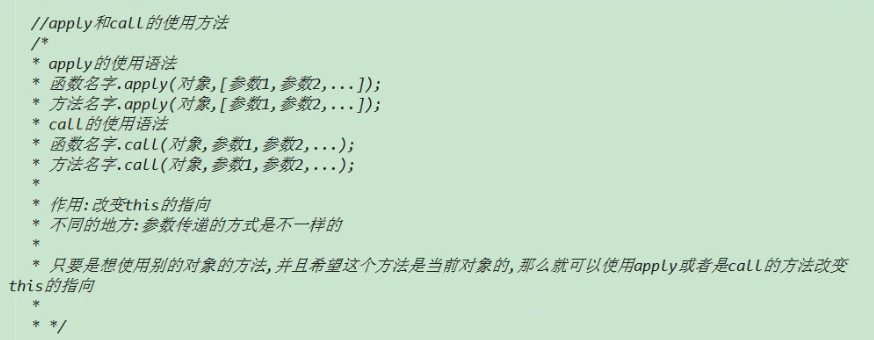 //apply和call的使用方法
/*
* apply的使用语法
* 函数名字.apply(对象,[参数1,参数2,...]);
* 方法名字.apply(对象,[参数1,参数2,...]);
* call的使用语法
* 函数名字.call(对象,参数1,参数2,...);
* 方法名字.call(对象,参数1,参数2,...);
*
* 作用:改变this的指向
* 不同的地方:参数传递的方式是不一样的
*
* 只要是想使用别的对象的方法,并且希望这个方法是当前对象的,那么就可以使用apply或者是call的方法改变
this的指向
*
* */